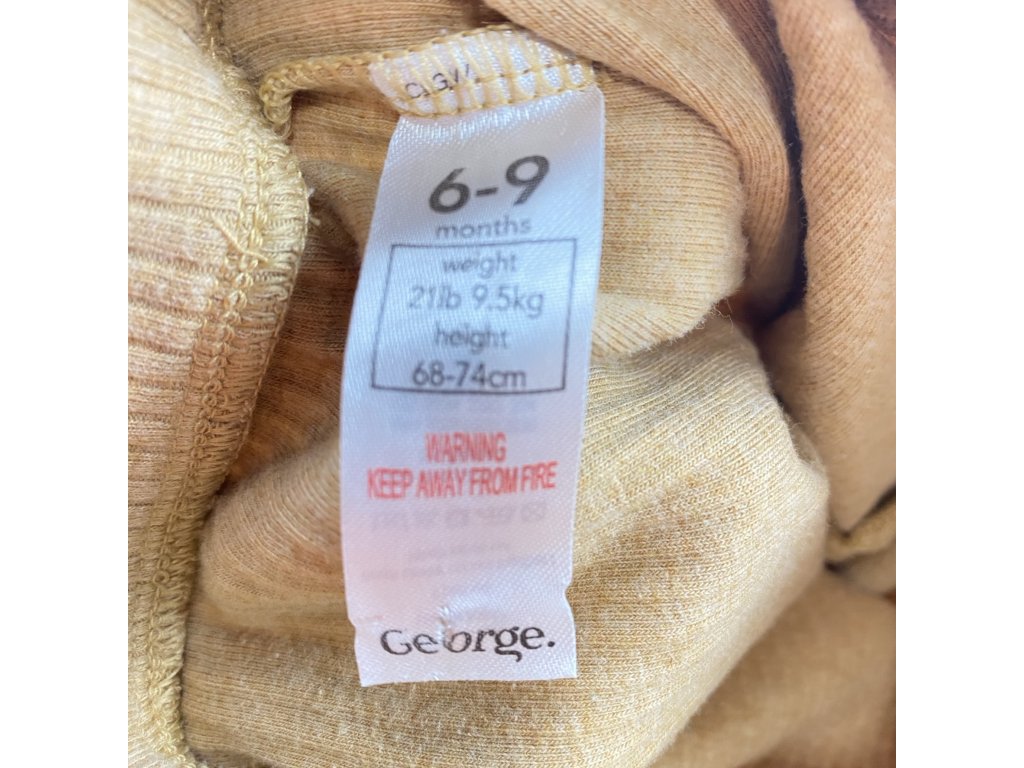 6-9
months
weight
21lb 9.5kg
height
68-74cm
WARNING
KEEP AWAY FROM FIRE
George.